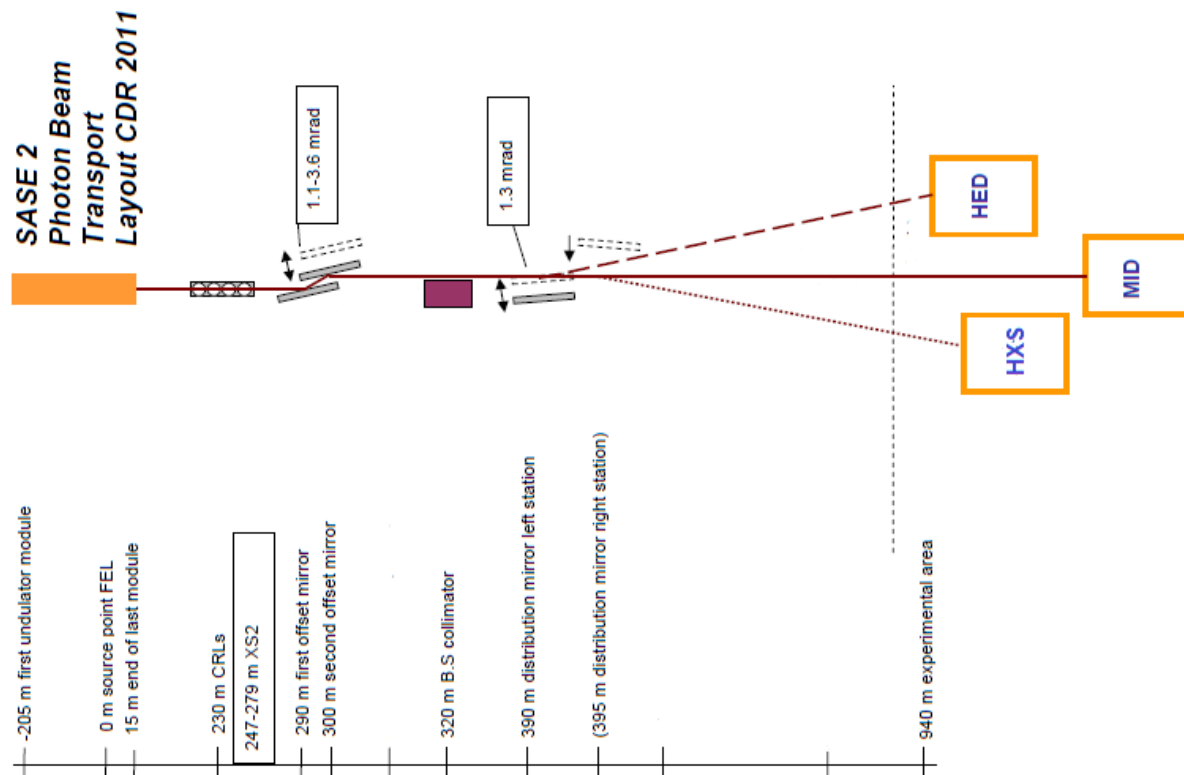 SASE 2
Photon Beam
Transport
Layout CDR 2011
1.1-3.6 mrad
1.3 mrad
HED
MID
HXS
-205 m first undulator module
0 m source point FEL
15 m end of last module
230 m CRLs
247-279 m XS2
290 m first offset mirror
300 m second offset mirror
320 m B.S collimator
390 m distribution mirror left station
(395 m distribution mirror right station)
940 m experimental area